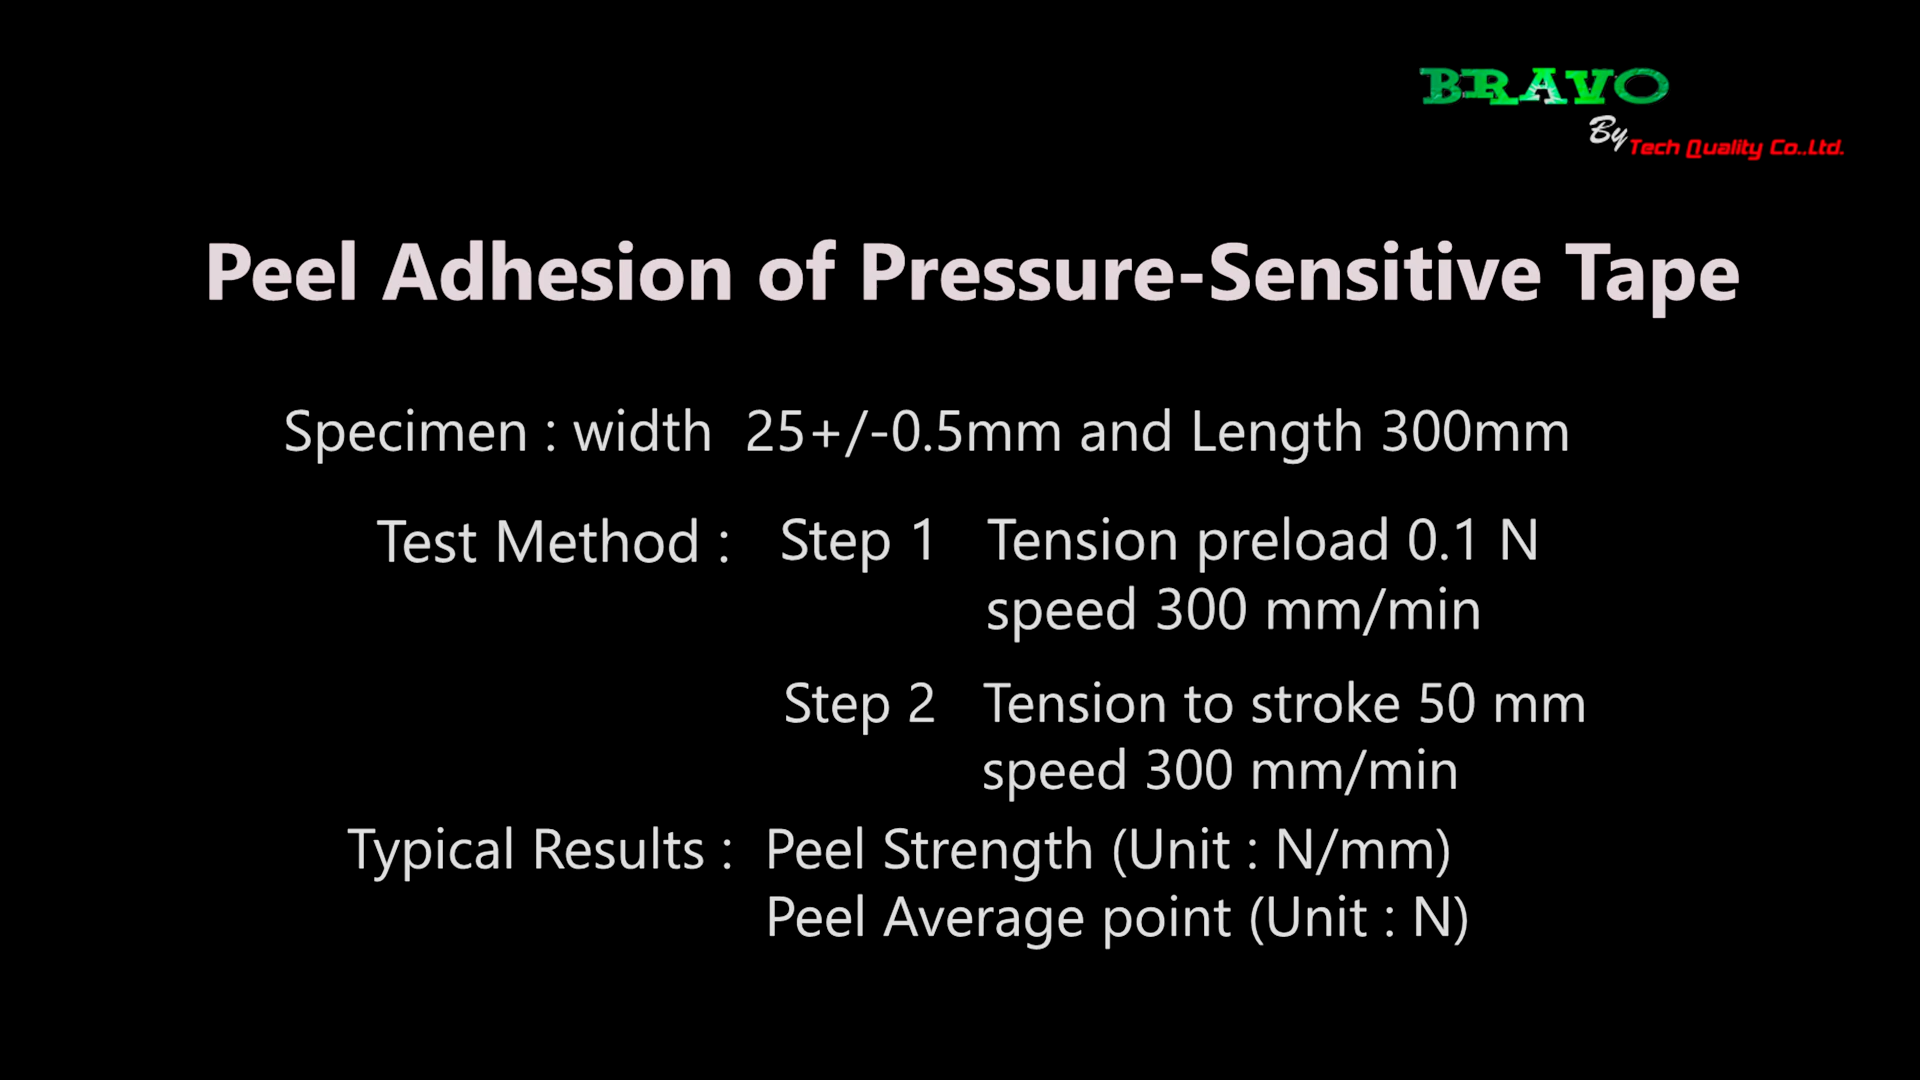 BRAVO
By Tech Quality Co..Ltd.
Peel Adhesion of Pressure-Sensitive Tape
Specimen : width 25+/-0.5mm and Length 300mm
Test Method : Step 1 Tension preload 0.1 N
speed 300 mm/min
Step 2 Tension to stroke 50 mm
speed 300 mm/min
Typical Results : Peel Strength (Unit : N/mm)
Peel Average point (Unit : N)